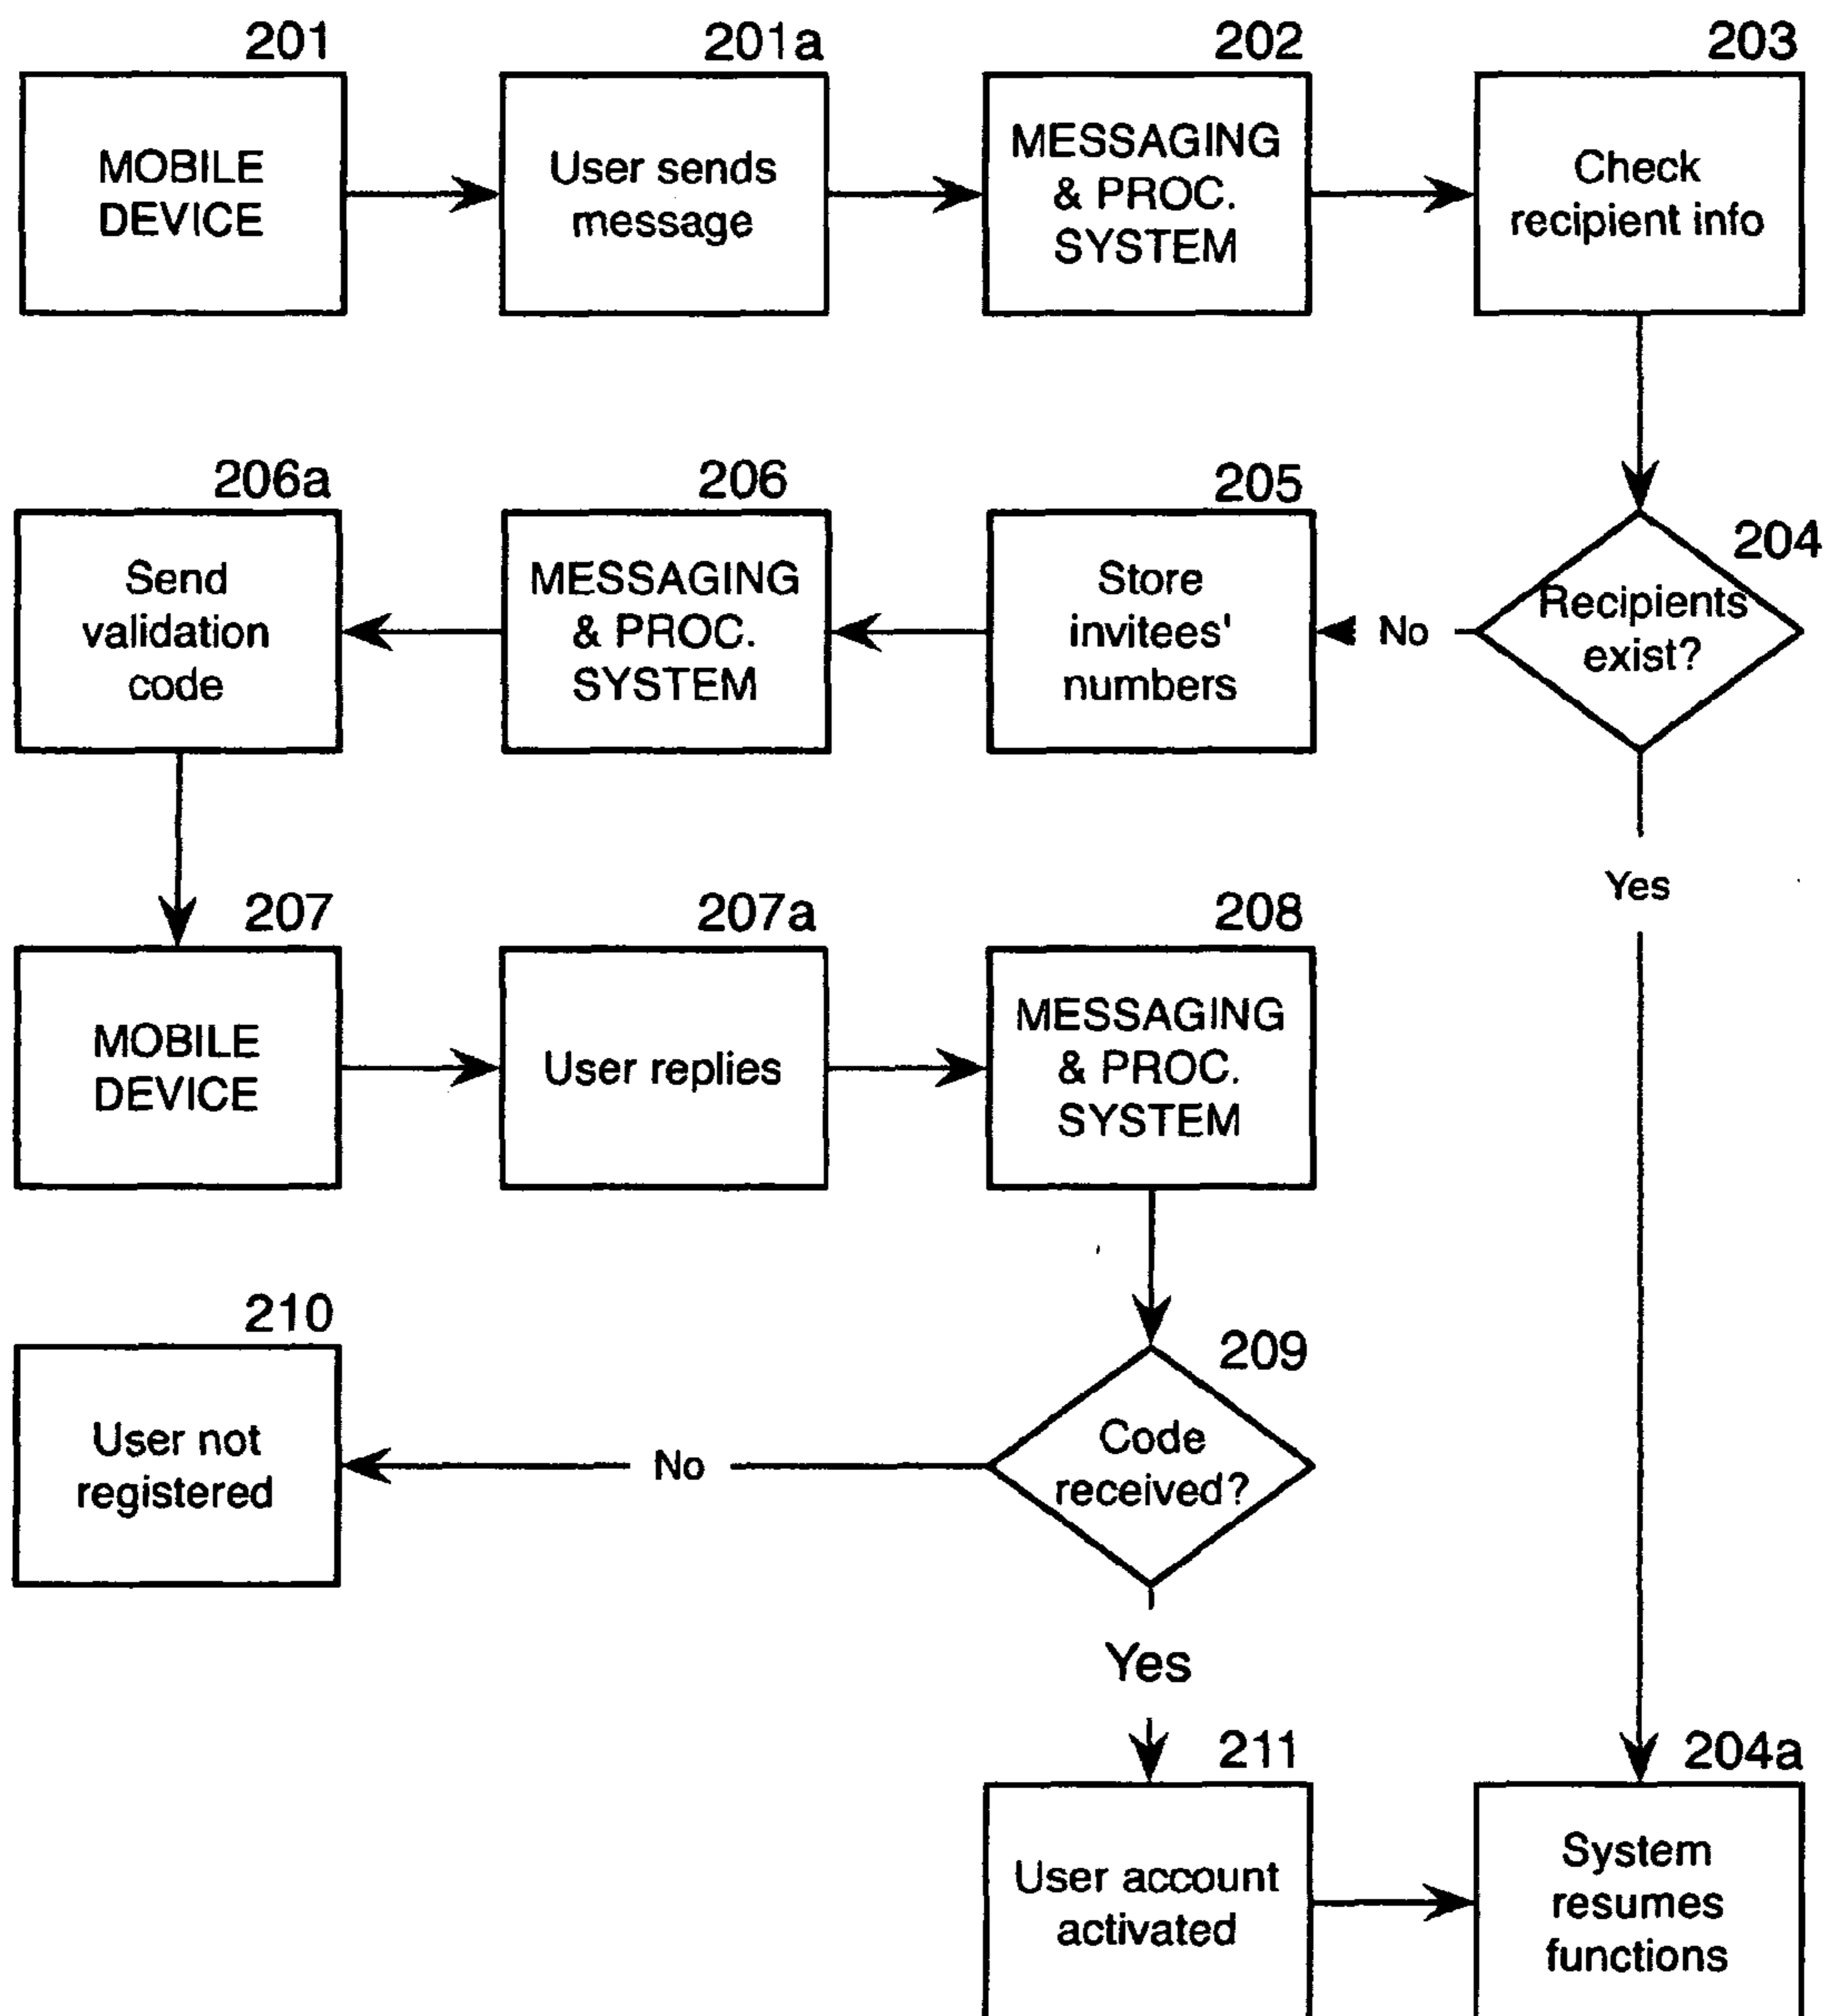 201
MOBILE
DEVICE
201a
User sends
message
202
MESSAGING
& PROC.
SYSTEM
203
Check
recipient info
206a
Send
validation
code
206
MESSAGING
& PROC.
SYSTEM
205
Store
invitees'
numbers
No
204
Recipients
exist?
Yes
207
MOBILE
DEVICE
207a
User replies
208
MESSAGING
& PROC.
SYSTEM
210
User not
registered
No
209
Code
received?
Yes
211
User account
activated
204a
System
resumes
functions